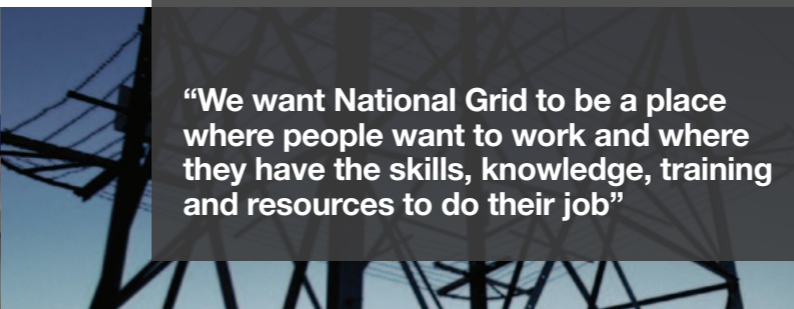 “We want National Grid to be a place
where people want to work and where
they have the skills, knowledge, training
and resources to do their job”